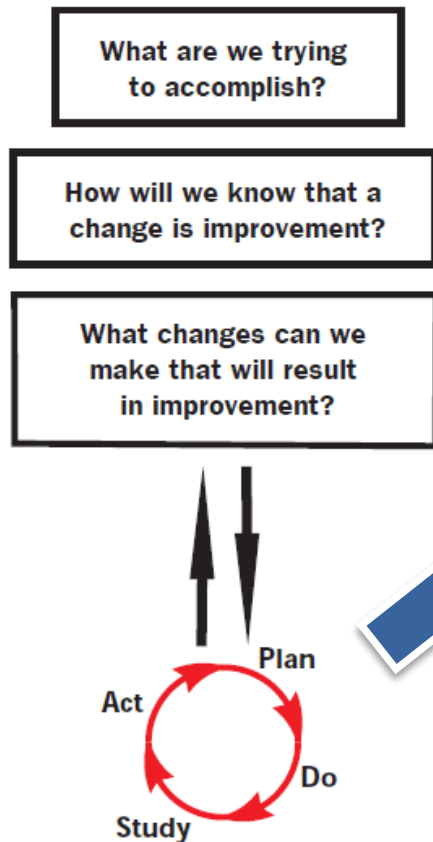 What are we trying
to accomplish?
How will we know that a
change is improvement?
What changes can we
make that will result
in improvement?
Plan
Act
Do
Study